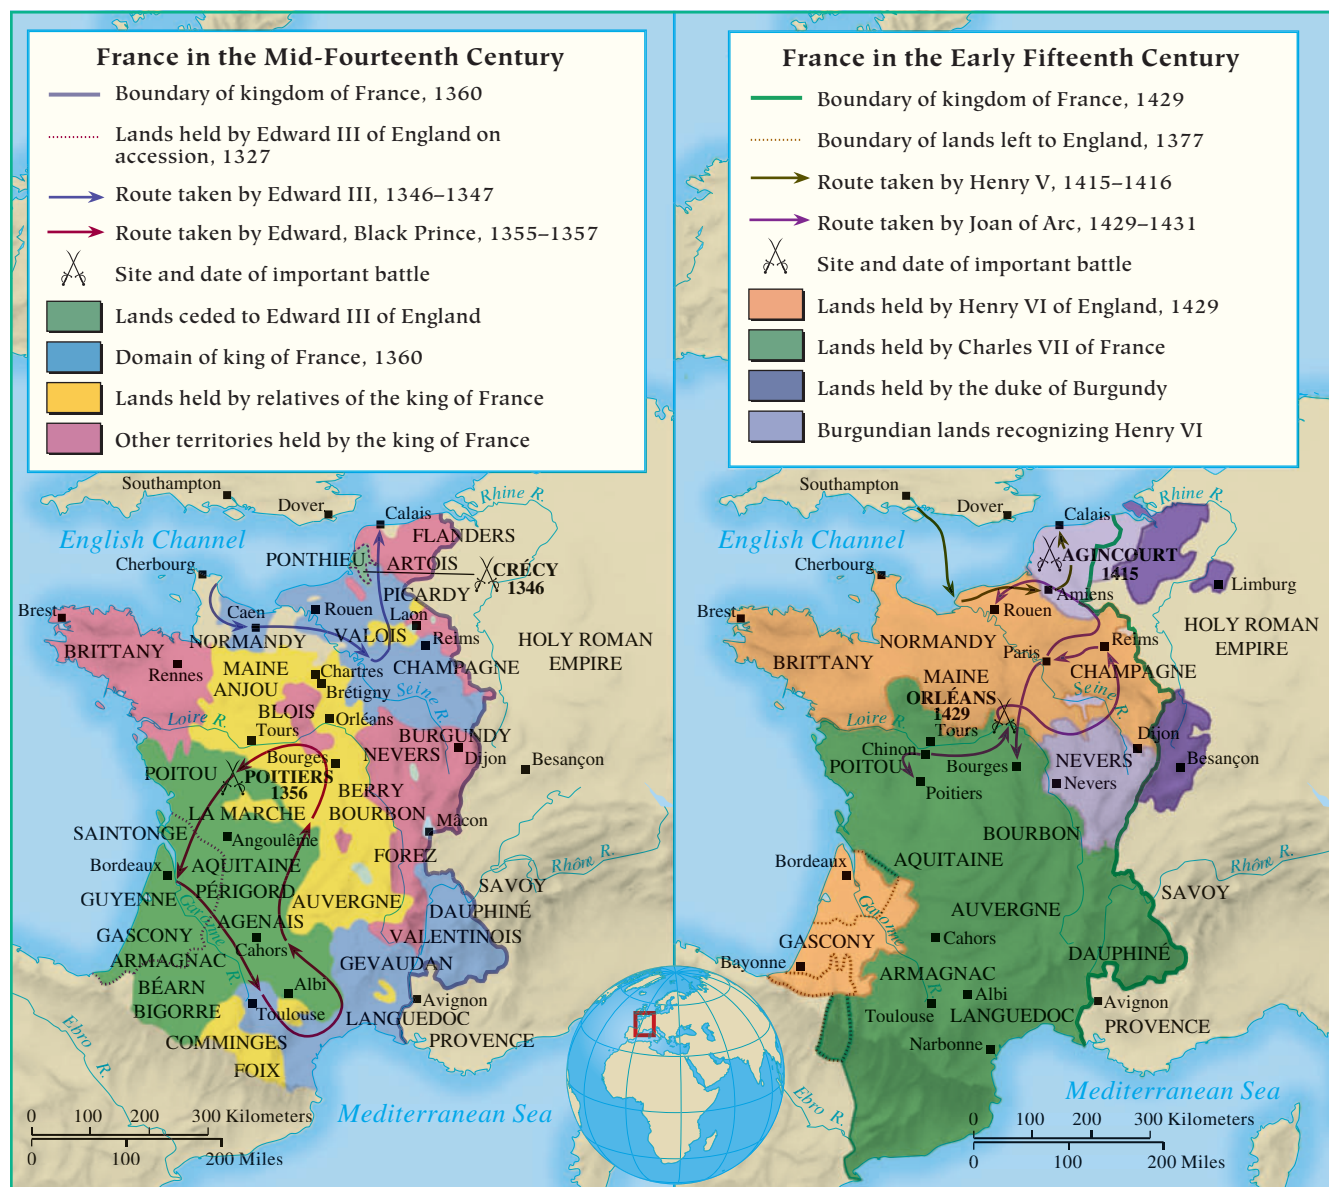 France in the Mid-Fourteenth Century
Boundary of kingdom of France, 1360
Lands held by Edward III of England on
accession, 1327
Route taken by Edward III, 1346–1347
Route taken by Edward, Black Prince, 1355–1357
Site and date of important battle
Lands ceded to Edward III of England
Domain of king of France, 1360
Lands held by relatives of the king of France
Other territories held by the king of France
Southampton
Dover
Calais
Rhine R.
English Channel
FLANDERS
PONTHIEU
ARTOIS
CRÉCY
1346
Cherbourg
PICARDY
Brest
Caen
Rouen
Laon
NORMANDY
VALOIS
Reims
HOLY ROMAN
EMPIRE
BRITTANY
Rennes
MAINE
Chartres
CHAMPAGNE
ANJOU
Brétigny
Seine R.
BLOIS
Orléans
Loire R.
Tours
BURGUNDY
NEVERS
Bourges
Dijon
Besançon
POITOU
POITIERS
1356
BERRY
LA MARCHE
BOURBON
Mâcon
SAINTONGE
Angoulême
FOREZ
Bordeaux
AQUITAINE
Rhône R.
GUYENNE
PÉRIGORD
AUVERGNE
SAVOY
DAUPHINÉ
Garonne R.
AGENAIS
GASCONY
Cahors
VALENTINOIS
ARMAGNAC
GEVAUDAN
BÉARN
Albi
Avignon
BIGORRE
Toulouse
LANGUEDOC
Ebro R.
COMMINGES
PROVENCE
FOIX
Mediterranean Sea
0 100 200 300 Kilometers
0 100 200 Miles
France in the Early Fifteenth Century
Boundary of kingdom of France, 1429
Boundary of lands left to England, 1377
Route taken by Henry V, 1415–1416
Route taken by Joan of Arc, 1429–1431
Site and date of important battle
Lands held by Henry VI of England, 1429
Lands held by Charles VII of France
Lands held by the duke of Burgundy
Burgundian lands recognizing Henry VI
Southampton
Dover
Calais
Rhine R.
English Channel
AGINCOURT
1415
Cherbourg
Limburg
Amiens
Brest
Rouen
HOLY ROMAN
EMPIRE
NORMANDY
Reims
Paris
BRITTANY
CHAMPAGNE
MAINE
Seine R.
ORLÉANS
1429
Loire R.
Tours
Dijon
Chinon
NEVERS
Besançon
POITOU
Bourges
Nevers
Poitiers
BOURBON
Bordeaux
AQUITAINE
Rhône R.
SAVOY
Garonne R.
AUVERGNE
GASCONY
Cahors
DAUPHINÉ
Bayonne
ARMAGNAC
Albi
Avignon
Toulouse
LANGUEDOC
PROVENCE
Narbonne
Ebro R.
Mediterranean Sea
0 100 200 300 Kilometers
0 100 200 Miles